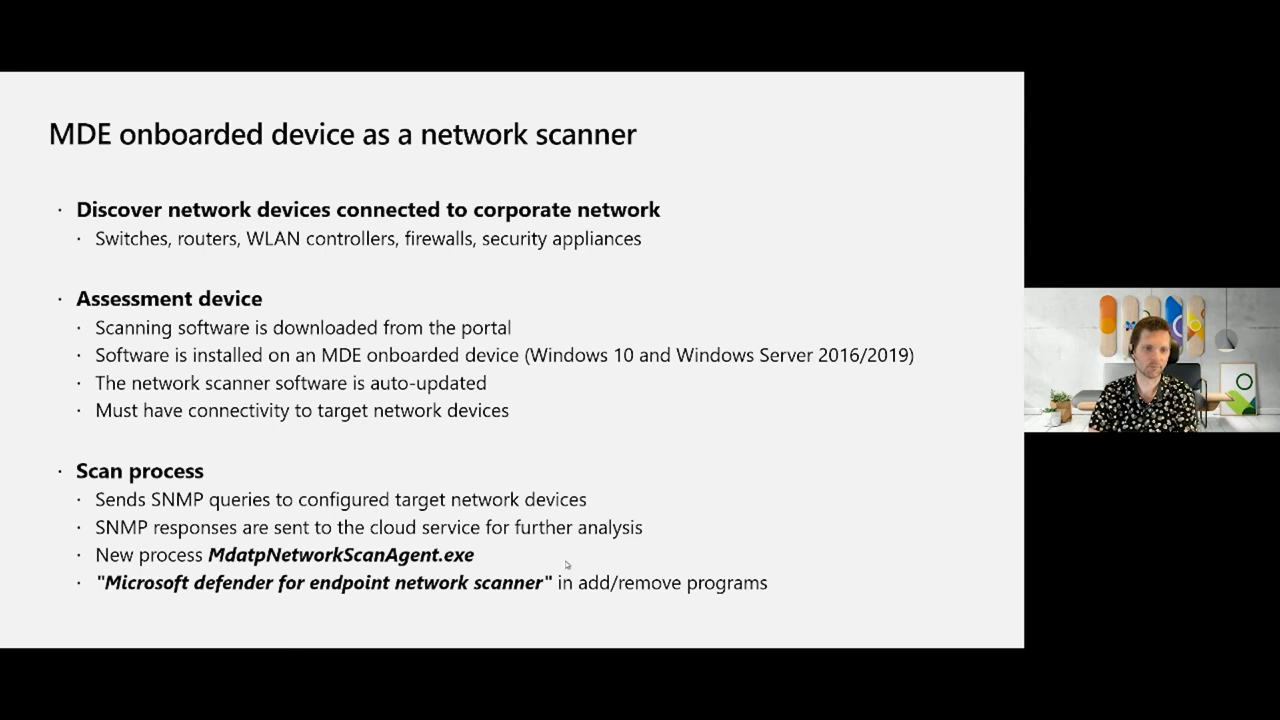 MDE onboarded device as a network scanner
· Discover network devices connected to corporate network
· Switches, routers, WLAN controllers, firewalls, security appliances
· Assessment device
· Scanning software is downloaded from the portal
· Software is installed on an MDE onboarded device (Windows 10 and Windows Server 2016/2019)
· The network scanner software is auto-updated
· Must have connectivity to target network devices
· Scan process
· Sends SNMP queries to configured target network devices
· SNMP responses are sent to the cloud service for further analysis
· New process MdatpNetworkScanAgent.exe
· "Microsoft defender for endpoint network scanner" in add/remove programs